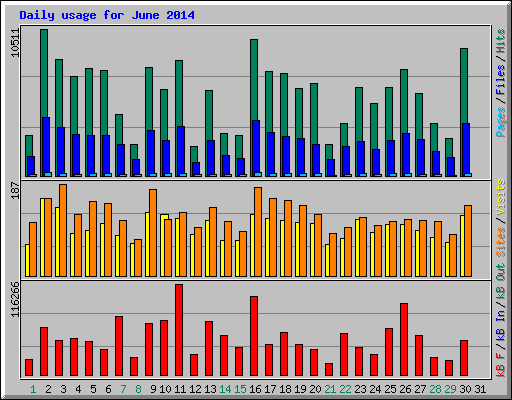 Daily usage for June 2014
10511
Pages / Files / Hits
187
Sites / Visits
116266
kB F / kB In / kB Out
1 2 3 4 5 6 7 8 9 10 11 12 13 14 15 16 17 18 19 20 21 22 23 24 25 26 27 28 29 30 31